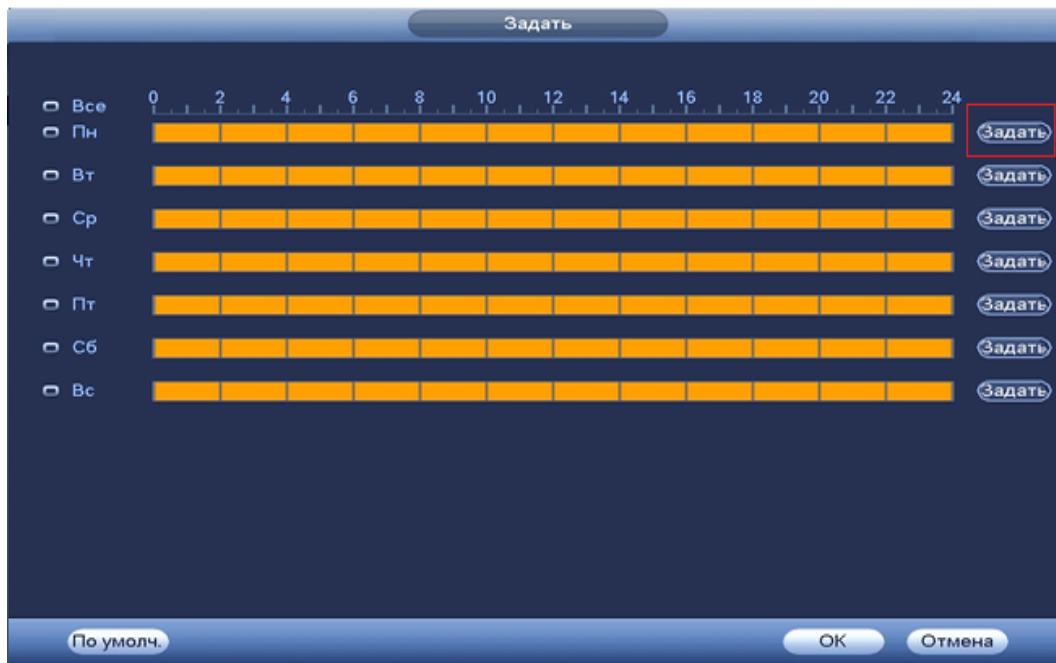 Задать
Все 0 2 4 6 8 10 12 14 16 18 20 22 24
Пн Задать
Вт Задать
Ср Задать
Чт Задать
Пт Задать
Сб Задать
Вс Задать
По умолч. OK Отмена